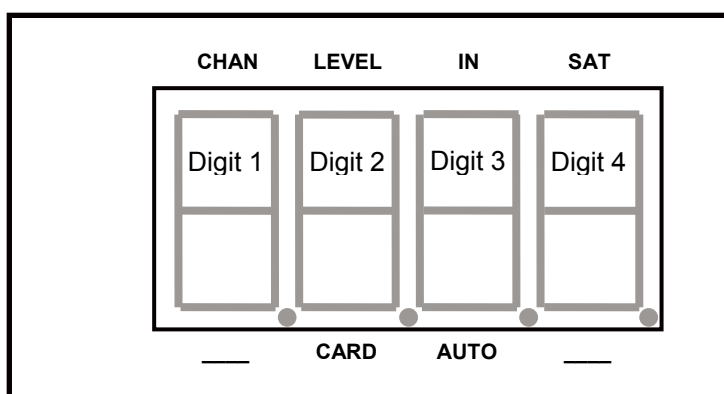 CHAN LEVEL IN SAT
Digit 1 Digit 2 Digit 3 Digit 4
____ CARD AUTO ____